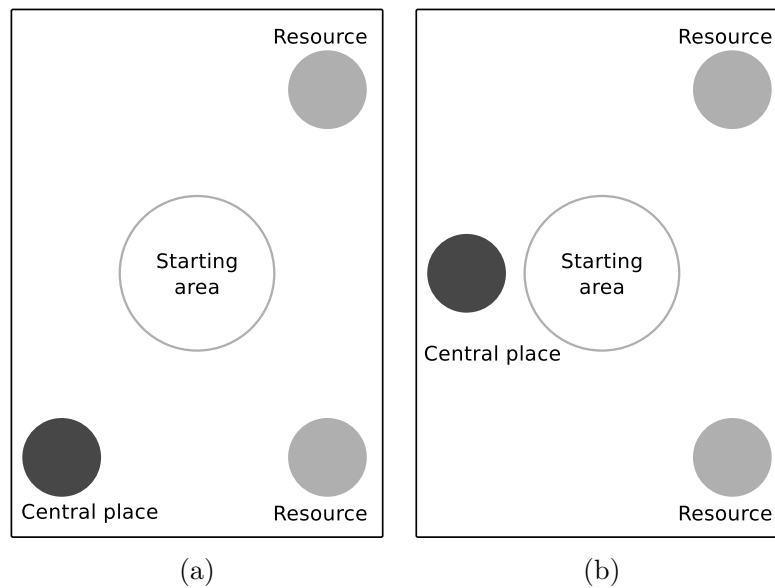 Resource
Starting
area
Central place
Resource
(a)
Resource
Starting
area
Central place
Resource
(b)